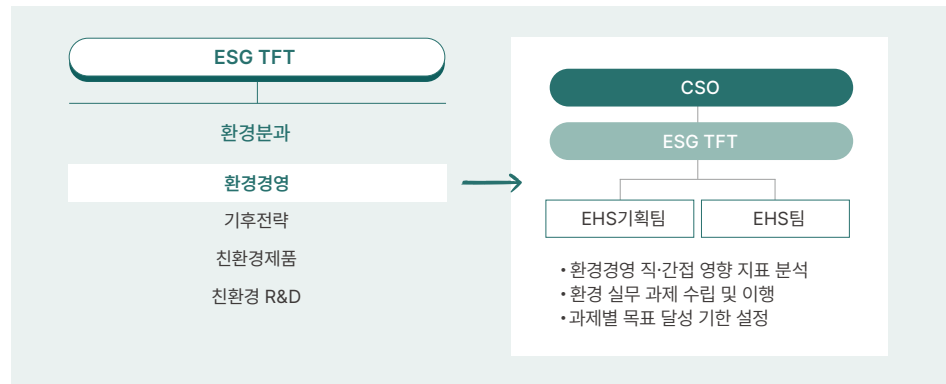 ESG TFT
환경분과
환경경영
기후전략
친환경제품
친환경 R&D
CSO
ESG TFT
EHS기획팀
EHS팀
• 환경경영 직·간접 영향 지표 분석
• 환경 실무 과제 수립 및 이행
• 과제별 목표 달성 기한 설정